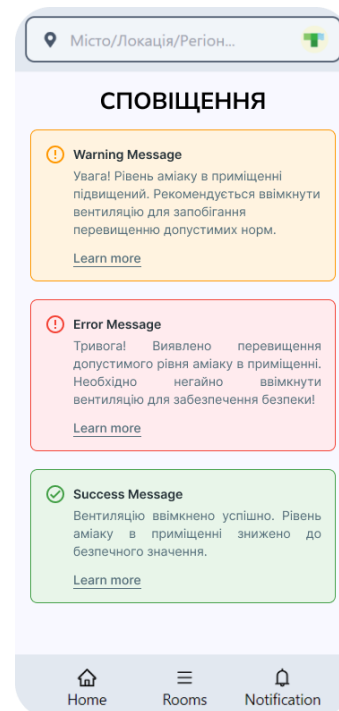 Місто/Локація/Регіон...
СПОВІЩЕННЯ
Warning Message
Увага! Рівень аміаку в приміщенні
підвищений. Рекомендується ввімкнути
вентиляцію для запобігання
перевищенню допустимих норм.
Learn more
Error Message
Тривога! Виявлено перевищення
допустимого рівня аміаку в приміщенні.
Необхідно негайно ввімкнути
вентиляцію для забезпечення безпеки!
Learn more
Success Message
Вентиляцію ввімкнено успішно. Рівень
аміаку в приміщенні знижено до
безпечного значення.
Learn more
Home Rooms Notification